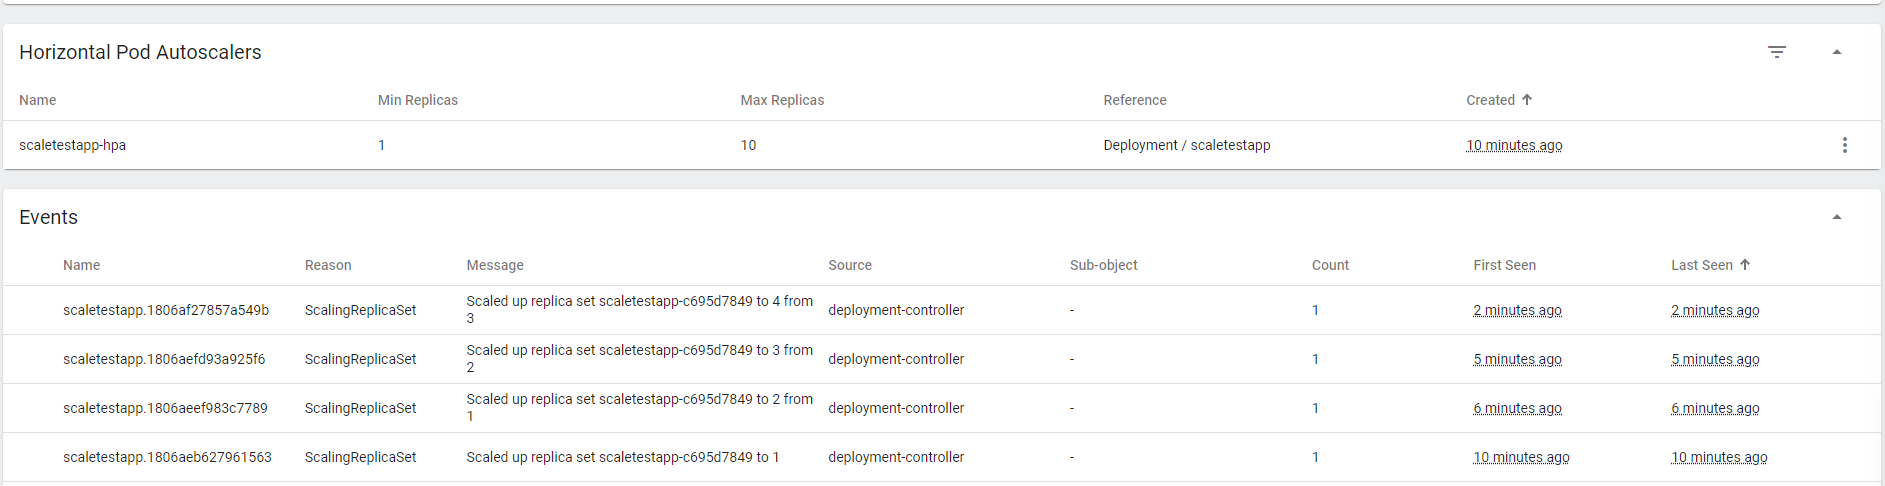 Horizontal Pod Autoscalers
Name Min Replicas Max Replicas Reference Created
scaletestapp-hpa 1 10 Deployment / scaletestapp 10 minutes ago
Events
Name Reason Message Source Sub-object Count First Seen Last Seen
scaletestapp.1806af27857a549b ScalingReplicaSet Scaled up replica set scaletestapp-c695d7849 to 4 from deployment-controller - 1 2 minutes ago 2 minutes ago
3
scaletestapp.1806aefd93a925f6 ScalingReplicaSet Scaled up replica set scaletestapp-c695d7849 to 3 from deployment-controller - 1 5 minutes ago 5 minutes ago
2
scaletestapp.1806aeef983c7789 ScalingReplicaSet Scaled up replica set scaletestapp-c695d7849 to 2 from deployment-controller - 1 6 minutes ago 6 minutes ago
1
scaletestapp.1806aeb627961563 ScalingReplicaSet Scaled up replica set scaletestapp-c695d7849 to 1 deployment-controller - 1 10 minutes ago 10 minutes ago